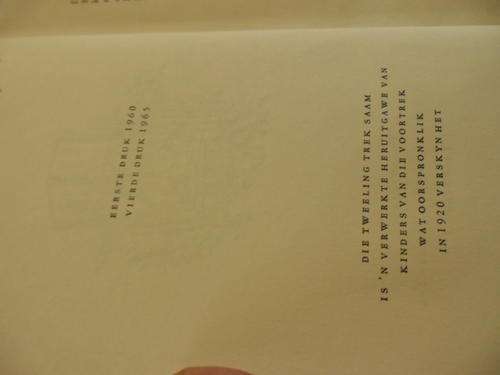 EERSTE DRUK 1960
VIERDE DRUK 1965
DIE TWEELING TREK SAAM
IS 'N VERWERKTE HERUITGAWE VAN
KINDERS VAN DIE VOORTREK
WAT OORSPRONKLIK
IN 1920 VERSKYN HET